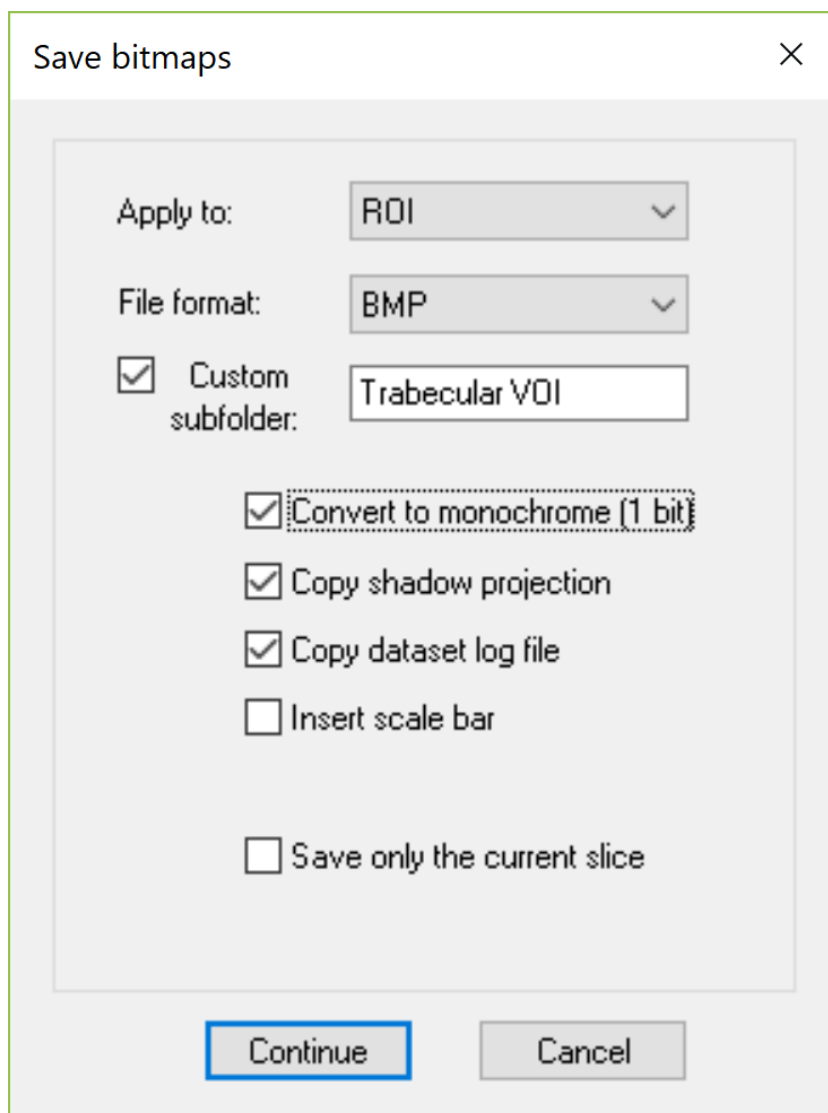 Save bitmaps
Apply to: ROI
File format: BMP
Custom
subfolder: Trabecular VOI
Convert to monochrome (1 bit)
Copy shadow projection
Copy dataset log file
Insert scale bar
Save only the current slice
Continue Cancel